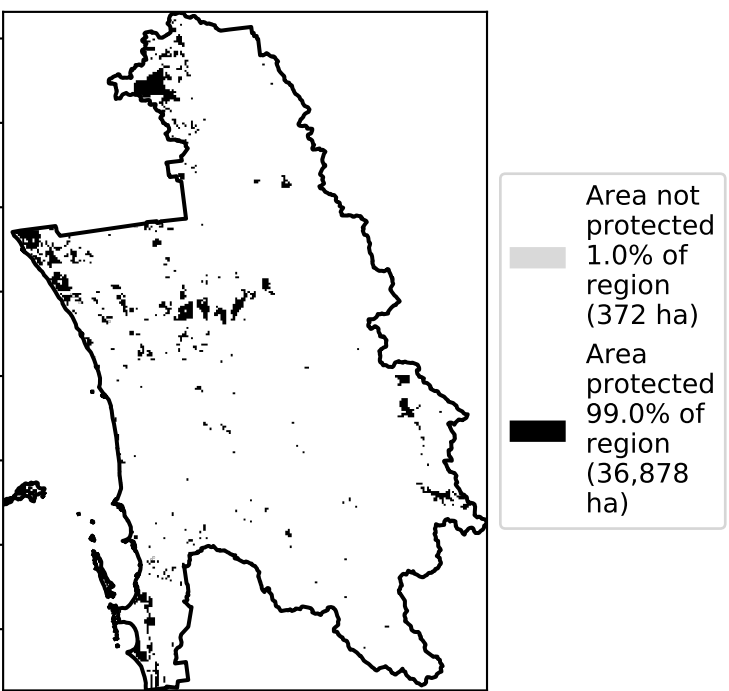 Area not
protected
1.0% of
region
(372 ha)
Area
protected
99.0% of
region
(36,878
ha)